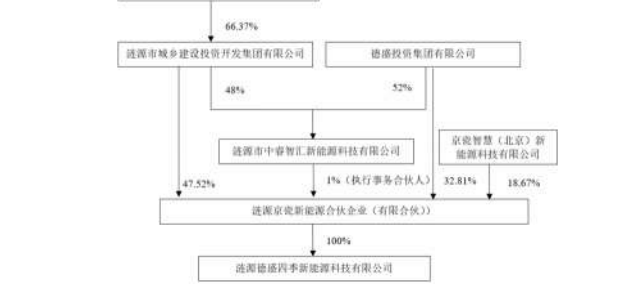 66.37%
涟源市城乡建设投资开发集团有限公司
德盛投资集团有限公司
48%
52%
京瓷智慧（北京）新
能源科技有限公司
涟源市中睿智汇新能源科技有限公司
47.52%
1%（执行事务合伙人）
32.81%
18.67%
涟源京瓷新能源合伙企业（有限合伙））
100%
涟源德盛四季新能源科技有限公司